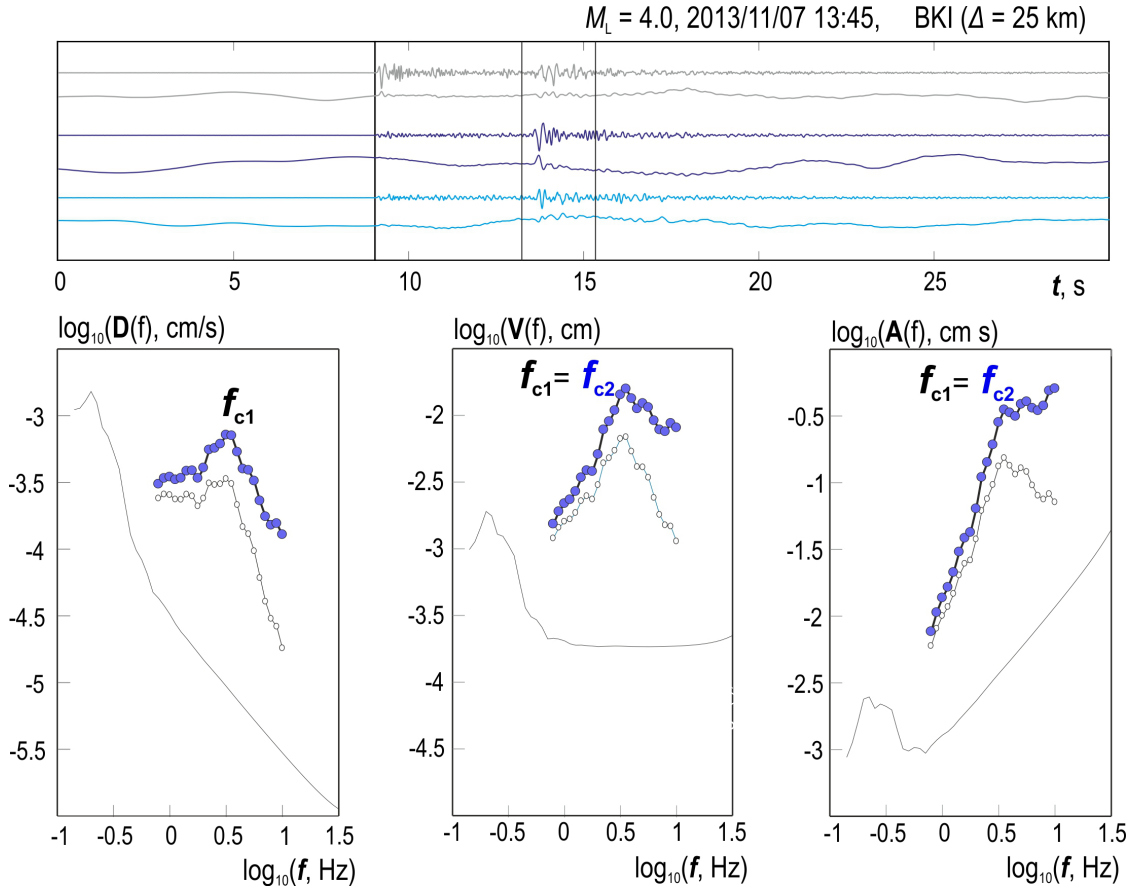 M_L = 4.0, 2013/11/07 13:45, BKI (Δ = 25 km)
0 5 10 15 20 25 t, s
log₁₀(D(f), cm/s)
-3
-3.5
-4
-4.5
-5
-5.5
f_c1
-1 -0.5 0 0.5 1 1.5
log₁₀(f, Hz)
log₁₀(V(f), cm)
-2
-2.5
-3
-3.5
-4
-4.5
f_c1 = f_c2
-1 -0.5 0 0.5 1 1.5
log₁₀(f, Hz)
log₁₀(A(f), cm s)
-0.5
-1
-1.5
-2
-2.5
-3
f_c1 = f_c2
-1 -0.5 0 0.5 1 1.5
log₁₀(f, Hz)